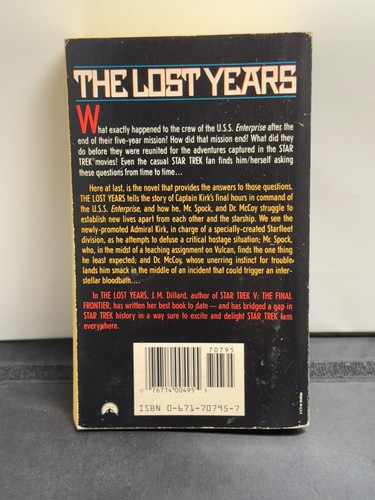 THE LOST YEARS
What exactly happened to the crew of the U.S.S. Enterprise after the
end of their five-year mission? How did that mission end? What did they
do before they were reunited for the adventures captured in the STAR
TREK movies? Even the casual STAR TREK fan finds him/herself asking
these questions from time to time...
Here at last, is the novel that provides the answers to those questions.
THE LOST YEARS tells the story of Captain Kirk's final hours in command
of the U.S.S. Enterprise, and how he, Mr. Spock, and Dr. McCoy struggle to
establish new lives apart from each other and the starship. We see the
newly-promoted Admiral Kirk, in charge of a specially-created Starfleet
division, as he attempts to defuse a critical hostage situation; Mr. Spock,
who, in the midst of a teaching assignment on Vulcan, finds the one thing
he least expected; and Dr. McCoy, whose unerring instinct for trouble
lands him smack in the middle of an incident that could trigger an inter-
stellar bloodbath....
In THE LOST YEARS, J.M. Dillard, author of STAR TREK V: THE FINAL
FRONTIER, has written her best book to date — and has bridged a gap in
STAR TREK history in a way sure to excite and delight STAR TREK fans
everywhere.
70795
0 76714 00495 3
ISBN 0-671-70795-7